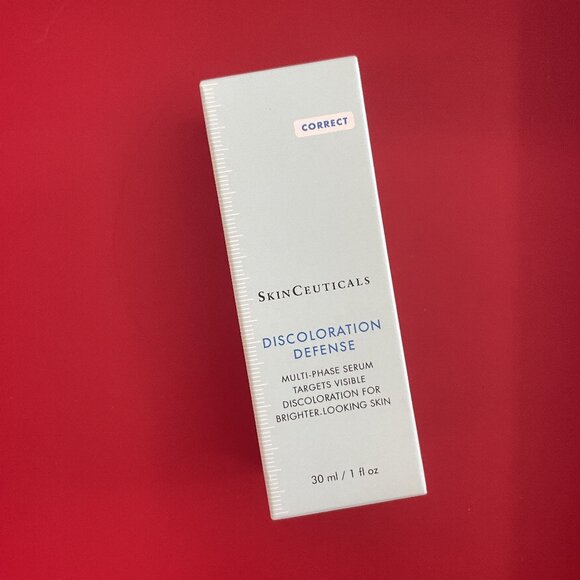 CORRECT
SKINCEUTICALS
DISCOLORATION
DEFENSE
MULTI-PHASE SERUM
TARGETS VISIBLE
DISCOLORATION FOR
BRIGHTER-LOOKING SKIN
30 ml / 1 fl oz